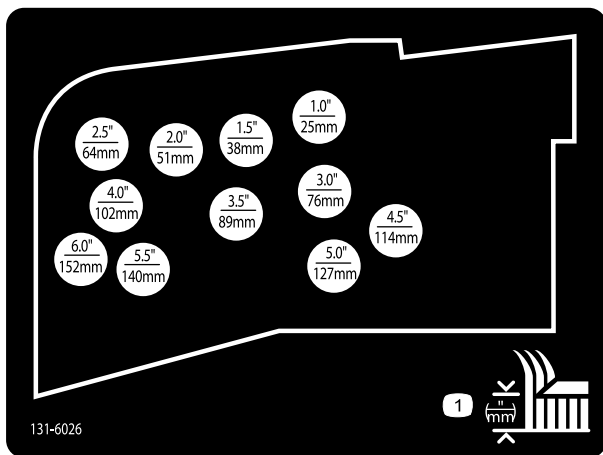 1.0"
25mm
1.5"
38mm
2.5"
64mm
2.0"
51mm
3.0"
76mm
4.0"
102mm
3.5"
89mm
4.5"
114mm
6.0"
152mm
5.5"
140mm
5.0"
127mm
1
(")
(mm)
131-6026